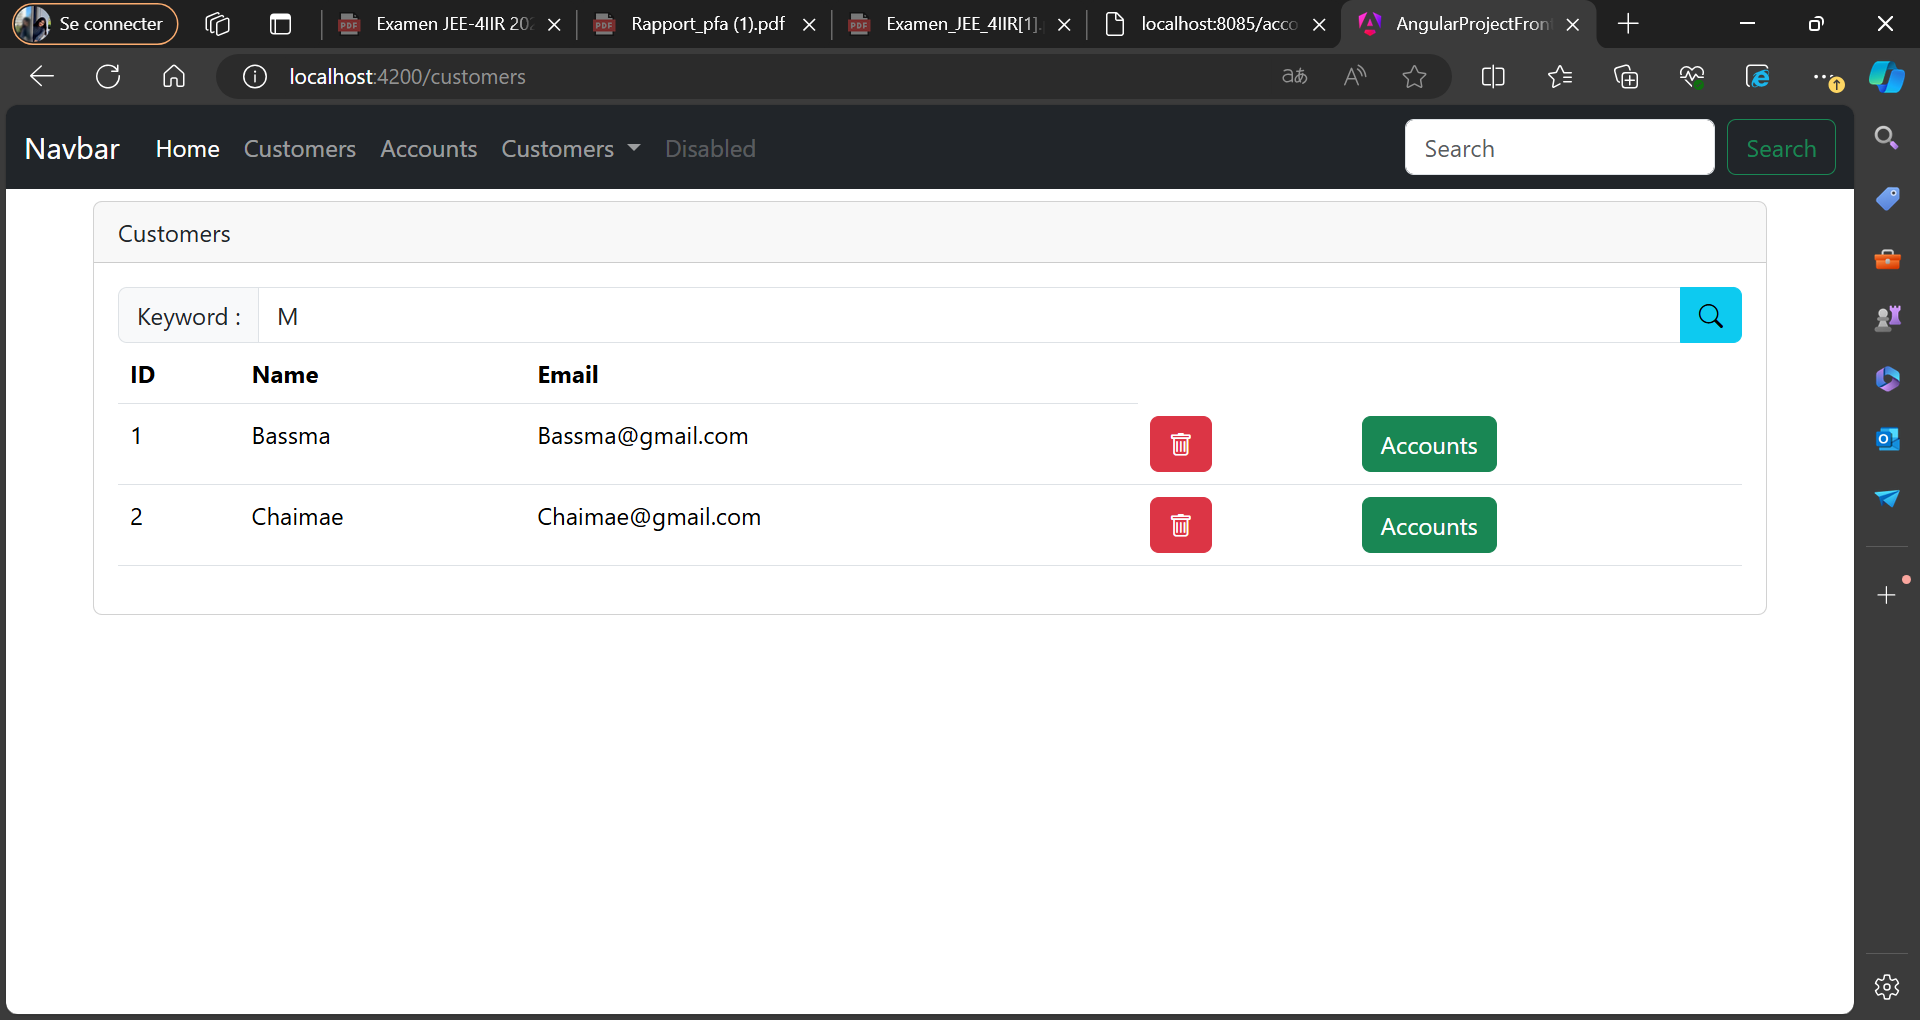 Se connecter
Examen JEE-4IIR 202
Rapport_pfa (1).pdf
Examen_JEE_4IIR[1].
localhost:8085/acco
AngularProjectFron
localhost:4200/customers
Navbar Home Customers Accounts Customers Disabled Search Search
Customers
Keyword : M
ID Name Email
1 Bassma Bassma@gmail.com Accounts
2 Chaimae Chaimae@gmail.com Accounts